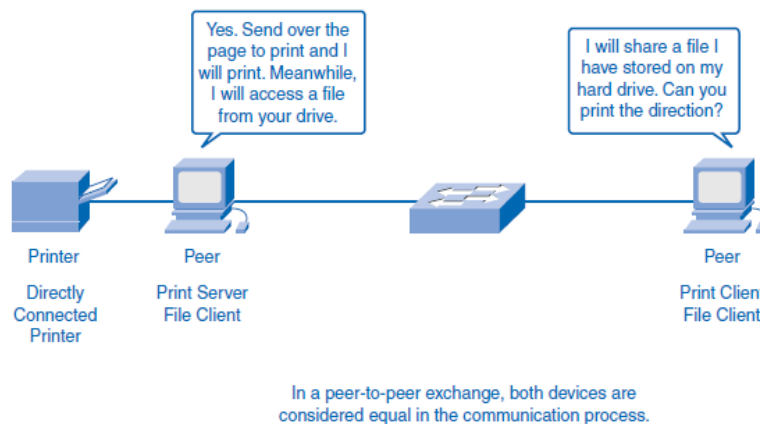 Yes. Send over the
page to print and I
will print. Meanwhile,
I will access a file
from your drive.
I will share a file I
have stored on my
hard drive. Can you
print the direction?
Printer
Directly
Connected
Printer
Peer
Print Server
File Client
Peer
Print Client
File Client
In a peer-to-peer exchange, both devices are
considered equal in the communication process.